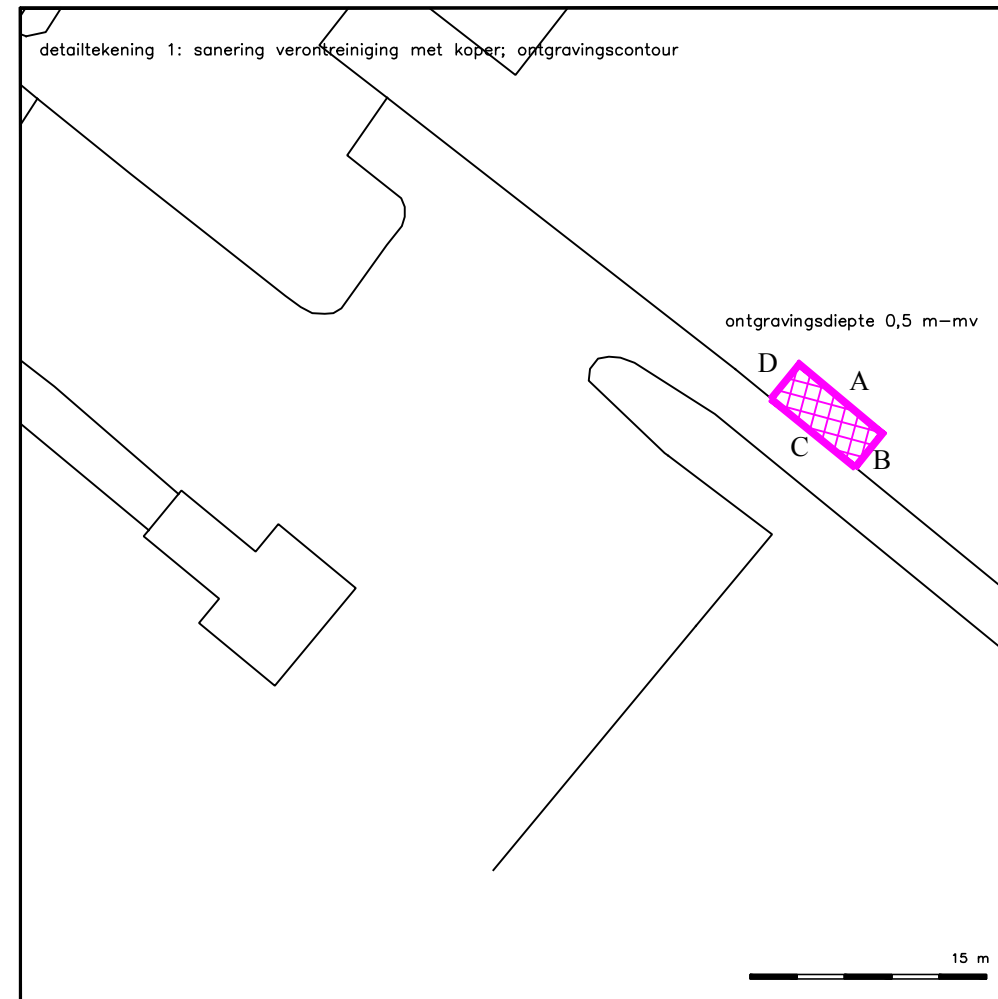 detailtekening 1: sanering verontreiniging met koper; ontgravingscontour
ontgravingsdiepte 0,5 m-mv
D
A
C
B
15 m